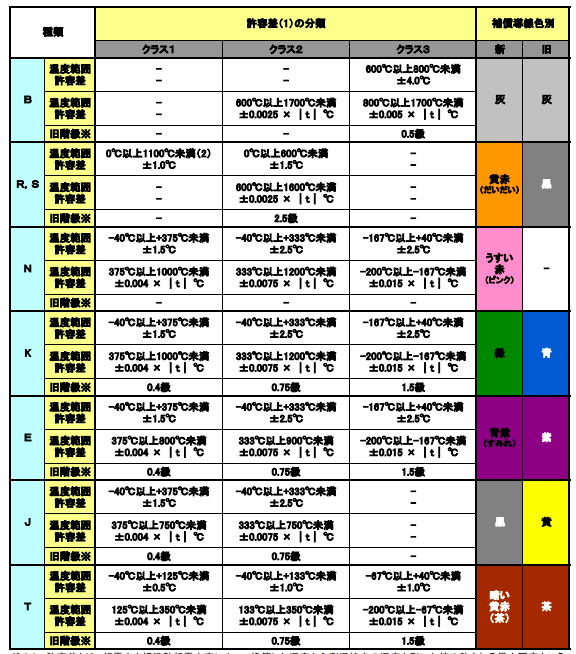 種類 許容差(1)の分類 補償導線色別
クラス1 クラス2 クラス3 新 旧
B
温度範囲 － － 600℃以上800℃未満
許容差 － － ±4.0℃
温度範囲 － 600℃以上1700℃未満 800℃以上1700℃未満
許容差 － ±0.0025 × |t| ℃ ±0.005 × |t| ℃
旧階級※ － － 0.5級
灰 灰
R, S
温度範囲 0℃以上1100℃未満(2) 0℃以上600℃未満 －
許容差 ±1.0℃ ±1.5℃ －
温度範囲 － 600℃以上1600℃未満 －
許容差 － ±0.0025 × |t| ℃ －
旧階級※ － 2.5級 －
黄赤 黒
(だいだい)
N
温度範囲 -40℃以上+375℃未満 -40℃以上+333℃未満 -167℃以上+40℃未満
許容差 ±1.5℃ ±2.5℃ ±2.5℃
温度範囲 375℃以上1000℃未満 333℃以上1200℃未満 -200℃以上-167℃未満
許容差 ±0.004 × |t| ℃ ±0.0075 × |t| ℃ ±0.015 × |t| ℃
旧階級※ － － －
うすい －
赤
(ピンク)
K
温度範囲 -40℃以上+375℃未満 -40℃以上+333℃未満 -167℃以上+40℃未満
許容差 ±1.5℃ ±2.5℃ ±2.5℃
温度範囲 375℃以上1000℃未満 333℃以上1200℃未満 -200℃以上-167℃未満
許容差 ±0.004 × |t| ℃ ±0.0075 × |t| ℃ ±0.015 × |t| ℃
旧階級※ 0.4級 0.75級 1.5級
緑 青
E
温度範囲 -40℃以上+375℃未満 -40℃以上+333℃未満 -167℃以上+40℃未満
許容差 ±1.5℃ ±2.5℃ ±2.5℃
温度範囲 375℃以上800℃未満 333℃以上900℃未満 -200℃以上-167℃未満
許容差 ±0.004 × |t| ℃ ±0.0075 × |t| ℃ ±0.015 × |t| ℃
旧階級※ 0.4級 0.75級 1.5級
青紫 紫
(すみれ)
J
温度範囲 -40℃以上+375℃未満 -40℃以上+333℃未満 －
許容差 ±1.5℃ ±2.5℃ －
温度範囲 375℃以上750℃未満 333℃以上750℃未満 －
許容差 ±0.004 × |t| ℃ ±0.0075 × |t| ℃ －
旧階級※ 0.4級 0.75級
黒 黄
T
温度範囲 -40℃以上+125℃未満 -40℃以上+133℃未満 -67℃以上+40℃未満
許容差 ±0.5℃ ±1.0℃ ±1.0℃
温度範囲 125℃以上350℃未満 133℃以上350℃未満 -200℃以上-67℃未満
許容差 ±0.004 × |t| ℃ ±0.0075 × |t| ℃ ±0.015 × |t| ℃
旧階級※ 0.4級 0.75級 1.5級
暗い 茶
黄赤
(茶)